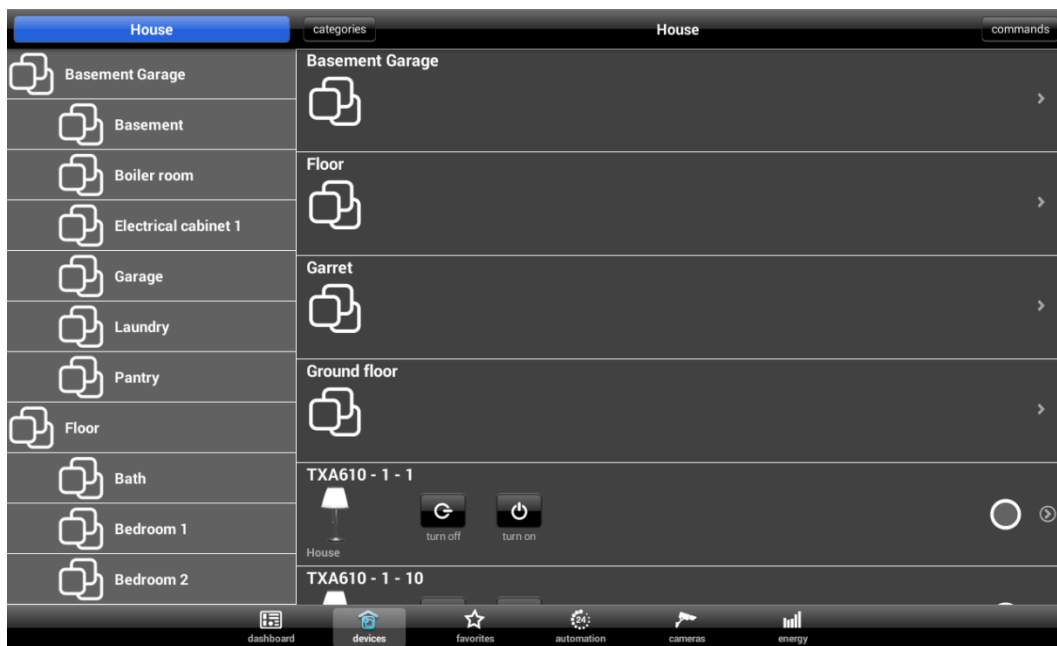 House
categories
House
commands
Basement Garage
Basement
Boiler room
Electrical cabinet 1
Garage
Laundry
Pantry
Floor
Bath
Bedroom 1
Bedroom 2
Basement Garage
Floor
Garret
Ground floor
TXA610 - 1 - 1
turn off
turn on
House
TXA610 - 1 - 10
dashboard
devices
favorites
24
automation
cameras
energy